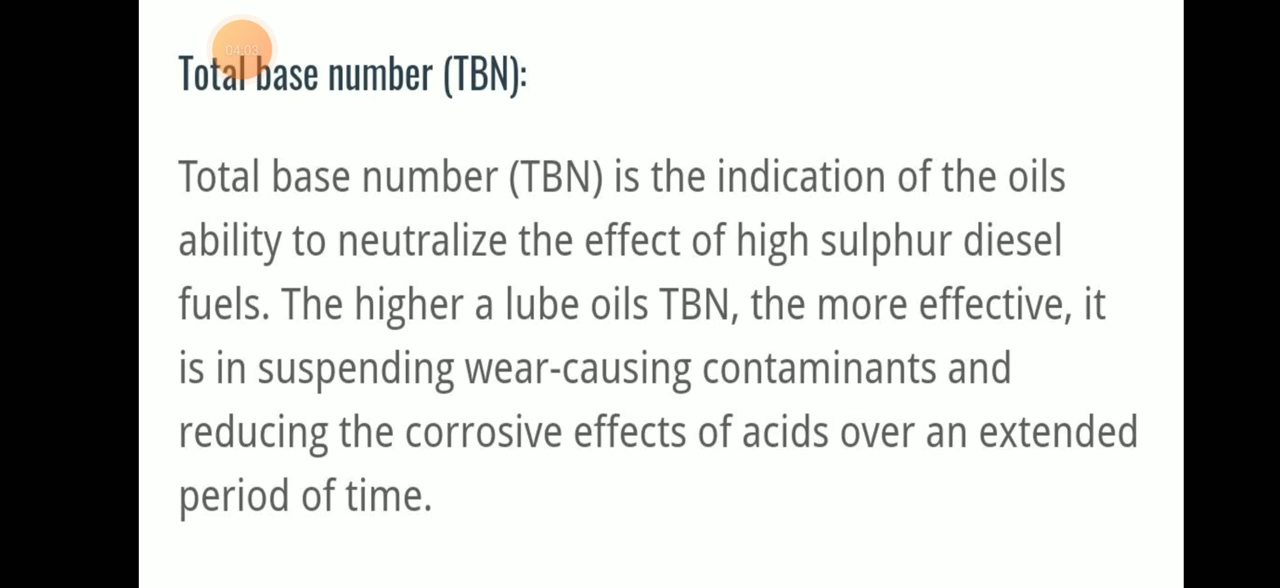 04:03
Total base number (TBN):
Total base number (TBN) is the indication of the oils
ability to neutralize the effect of high sulphur diesel
fuels. The higher a lube oils TBN, the more effective, it
is in suspending wear-causing contaminants and
reducing the corrosive effects of acids over an extended
period of time.